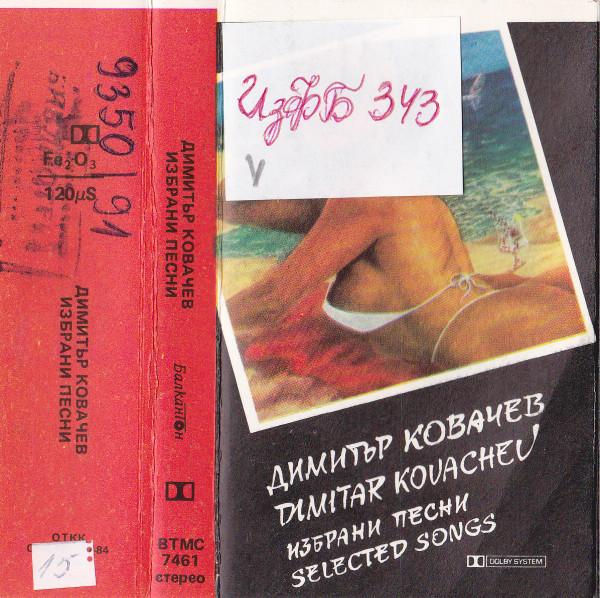 9350/91
Fe₂O₃
120µS
ДИМИТЪР КОВАЧЕВ
ИЗБРАНИ ПЕСНИ
ОТКК
-84
15
ДИМИТЪР КОВАЧЕВ
ИЗБРАНИ ПЕСНИ
Балкантон
ВТМС
7461
стерео
ИзФБ 343
V
ДИМИТЪР КОВАЧЕВ
DIMITAR KOVACHEV
ИЗБРАНИ ПЕСНИ
SELECTED SONGS
DOLBY SYSTEM